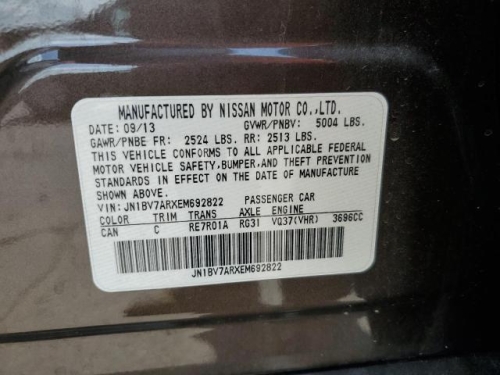 MANUFACTURED BY NISSAN MOTOR CO.,LTD.
DATE: 09/13 GVWR/PNBV: 5004 LBS.
GAWR/PNBE FR: 2524 LBS. RR: 2513 LBS.
THIS VEHICLE CONFORMS TO ALL APPLICABLE FEDERAL
MOTOR VEHICLE SAFETY,BUMPER,AND THEFT PREVENTION
STANDARDS IN EFFECT ON THE DATE OF MANUFACTURE
SHOWN ABOVE.
VIN: JN1BV7ARXEM692822 PASSENGER CAR
COLOR TRIM TRANS AXLE ENGINE
CAN C RE7R01A RG31 VQ37(VHR) 3696CC
JN1BV7ARXEM692822